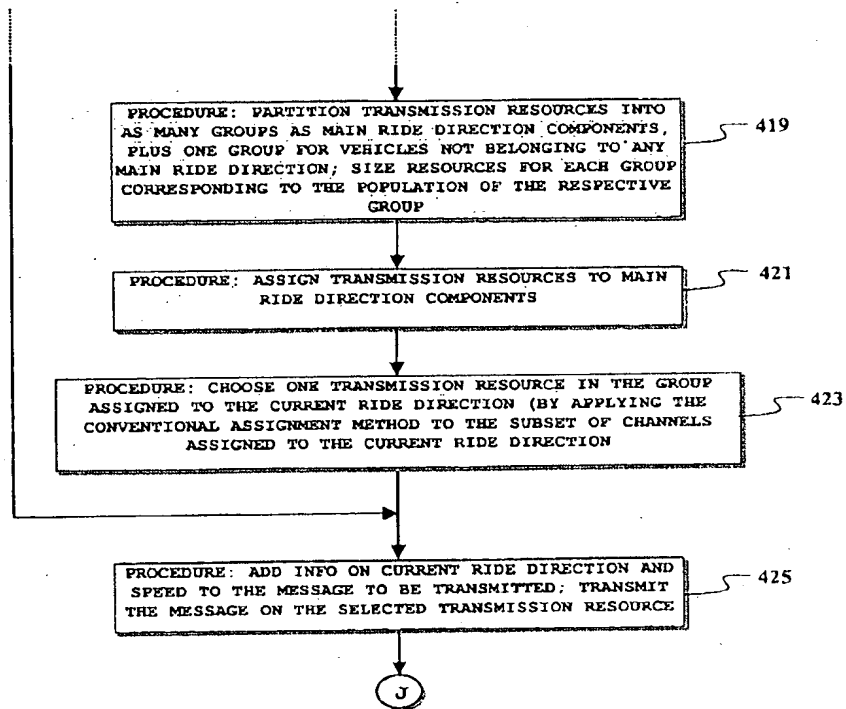 PROCEDURE: PARTITION TRANSMISSION RESOURCES INTO
AS MANY GROUPS AS MAIN RIDE DIRECTION COMPONENTS,
PLUS ONE GROUP FOR VEHICLES NOT BELONGING TO ANY
MAIN RIDE DIRECTION; SIZE RESOURCES FOR EACH GROUP
CORRESPONDING TO THE POPULATION OF THE RESPECTIVE
GROUP
419
PROCEDURE: ASSIGN TRANSMISSION RESOURCES TO MAIN
RIDE DIRECTION COMPONENTS
421
PROCEDURE: CHOOSE ONE TRANSMISSION RESOURCE IN THE GROUP
ASSIGNED TO THE CURRENT RIDE DIRECTION (BY APPLYING THE
CONVENTIONAL ASSIGNMENT METHOD TO THE SUBSET OF CHANNELS
ASSIGNED TO THE CURRENT RIDE DIRECTION
423
PROCEDURE: ADD INFO ON CURRENT RIDE DIRECTION AND
SPEED TO THE MESSAGE TO BE TRANSMITTED; TRANSMIT
THE MESSAGE ON THE SELECTED TRANSMISSION RESOURCE
425
J